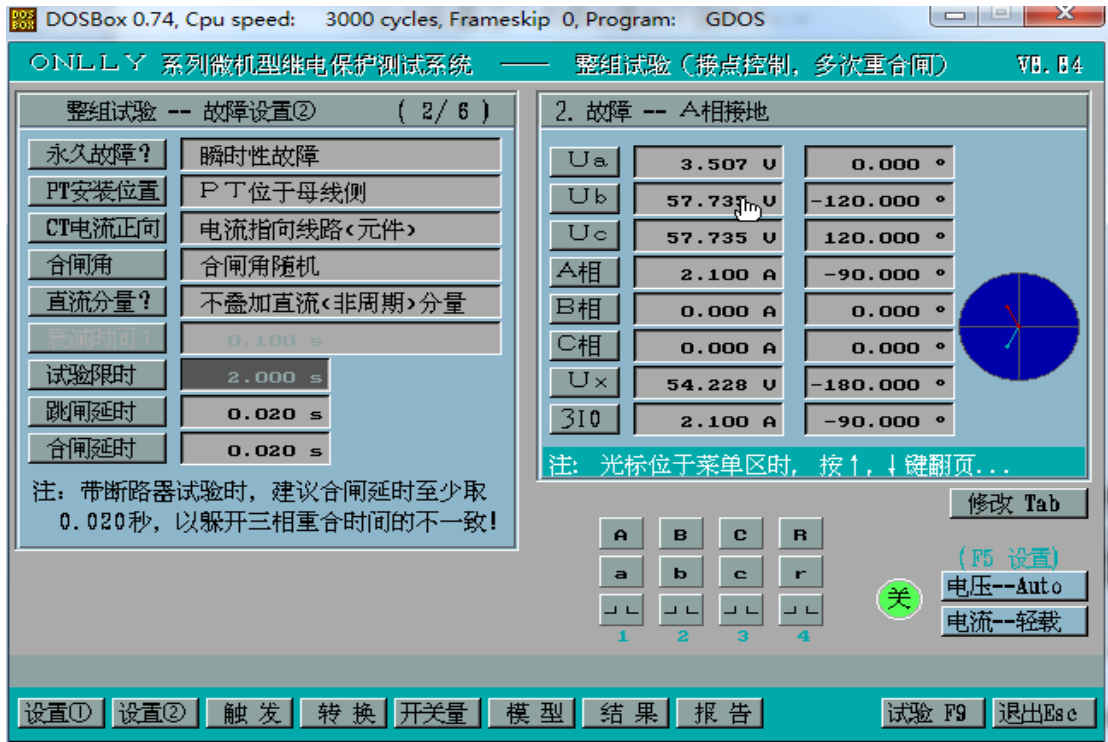 DOSBox 0.74, Cpu speed: 3000 cycles, Frameskip 0, Program: GDOS
ONLLY 系列微机型继电保护测试系统 —— 整组试验(接点控制, 多次重合闸) V8.84
整组试验 -- 故障设置② ( 2/ 6 )
永久故障? 瞬时性故障
PT安装位置 PT位于母线侧
CT电流正向 电流指向线路<元件>
合闸角 合闸角随机
直流分量? 不叠加直流<非周期>分量
衰减时间τ 0.100 s
试验限时 2.000 s
跳闸延时 0.020 s
合闸延时 0.020 s
注: 带断路器试验时, 建议合闸延时至少取
0.020秒, 以躲开三相重合时间的不一致!
2. 故障 -- A相接地
Ua 3.507 V 0.000 °
Ub 57.735 V -120.000 °
Uc 57.735 V 120.000 °
A相 2.100 A -90.000 °
B相 0.000 A 0.000 °
C相 0.000 A 0.000 °
Ux 54.228 V -180.000 °
3I0 2.100 A -90.000 °
注: 光标位于菜单区时, 按↑,↓键翻页...
修改 Tab
A B C R
a b c r
1 2 3 4
关
(F5 设置)
电压--Auto
电流--轻载
设置① 设置② 触 发 转 换 开关量 模 型 结 果 报 告 试验 F9 退出Esc